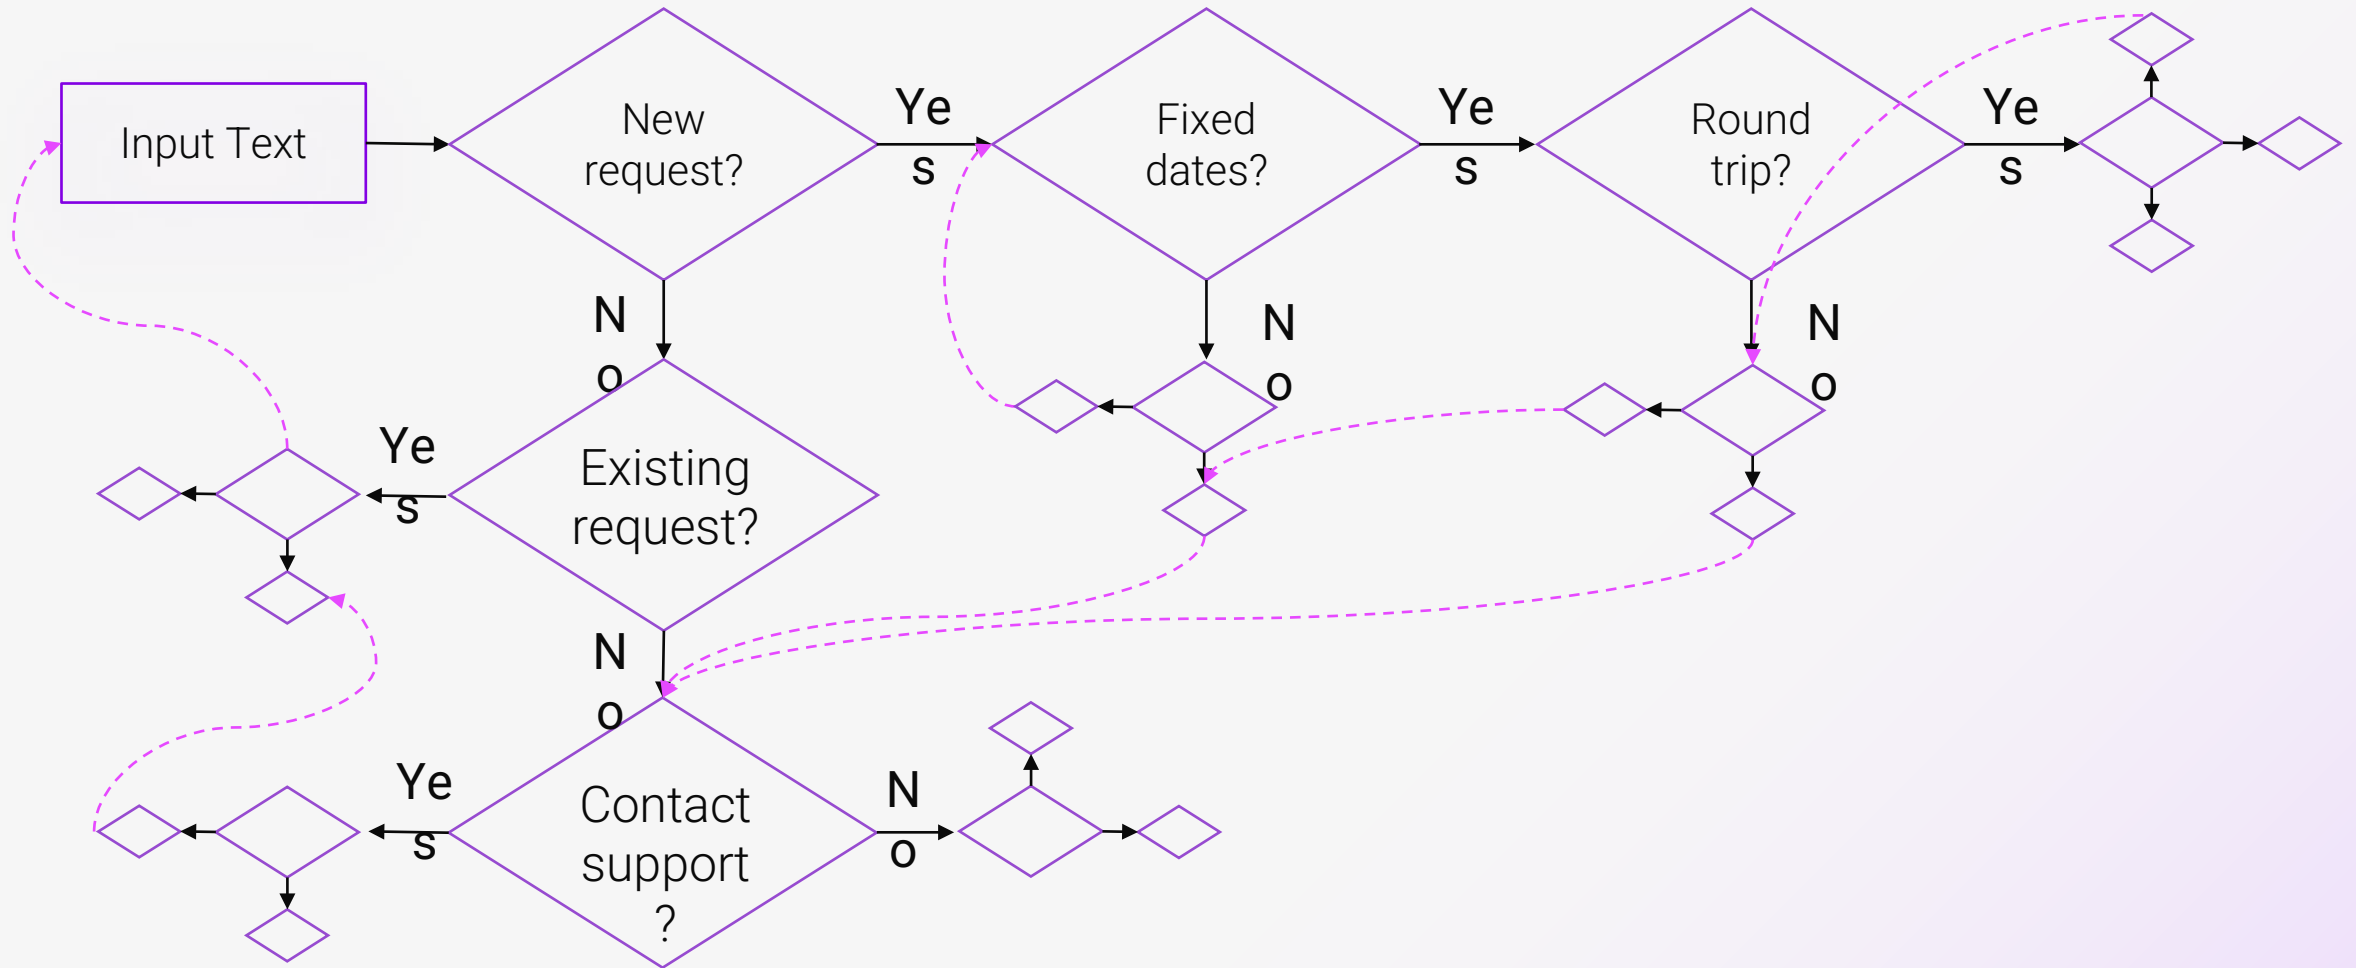 Input Text
New
request?
Ye
s
Fixed
dates?
Ye
s
Round
trip?
Ye
s
N
o
N
o
N
o
Existing
request?
Ye
s
N
o
Contact
support
?
Ye
s
N
o